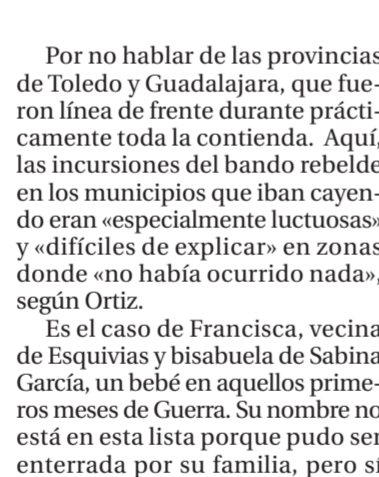 Por no hablar de las provincias
de Toledo y Guadalajara, que fue-
ron línea de frente durante prácti-
camente toda la contienda. Aquí,
las incursiones del bando rebelde
en los municipios que iban cayen-
do eran «especialmente luctuosas»
y «difíciles de explicar» en zonas
donde «no había ocurrido nada»,
según Ortiz.
Es el caso de Francisca, vecina
de Esquivias y bisabuela de Sabina
García, un bebé en aquellos prime-
ros meses de Guerra. Su nombre no
está en esta lista porque pudo ser
enterrada por su familia, pero sí